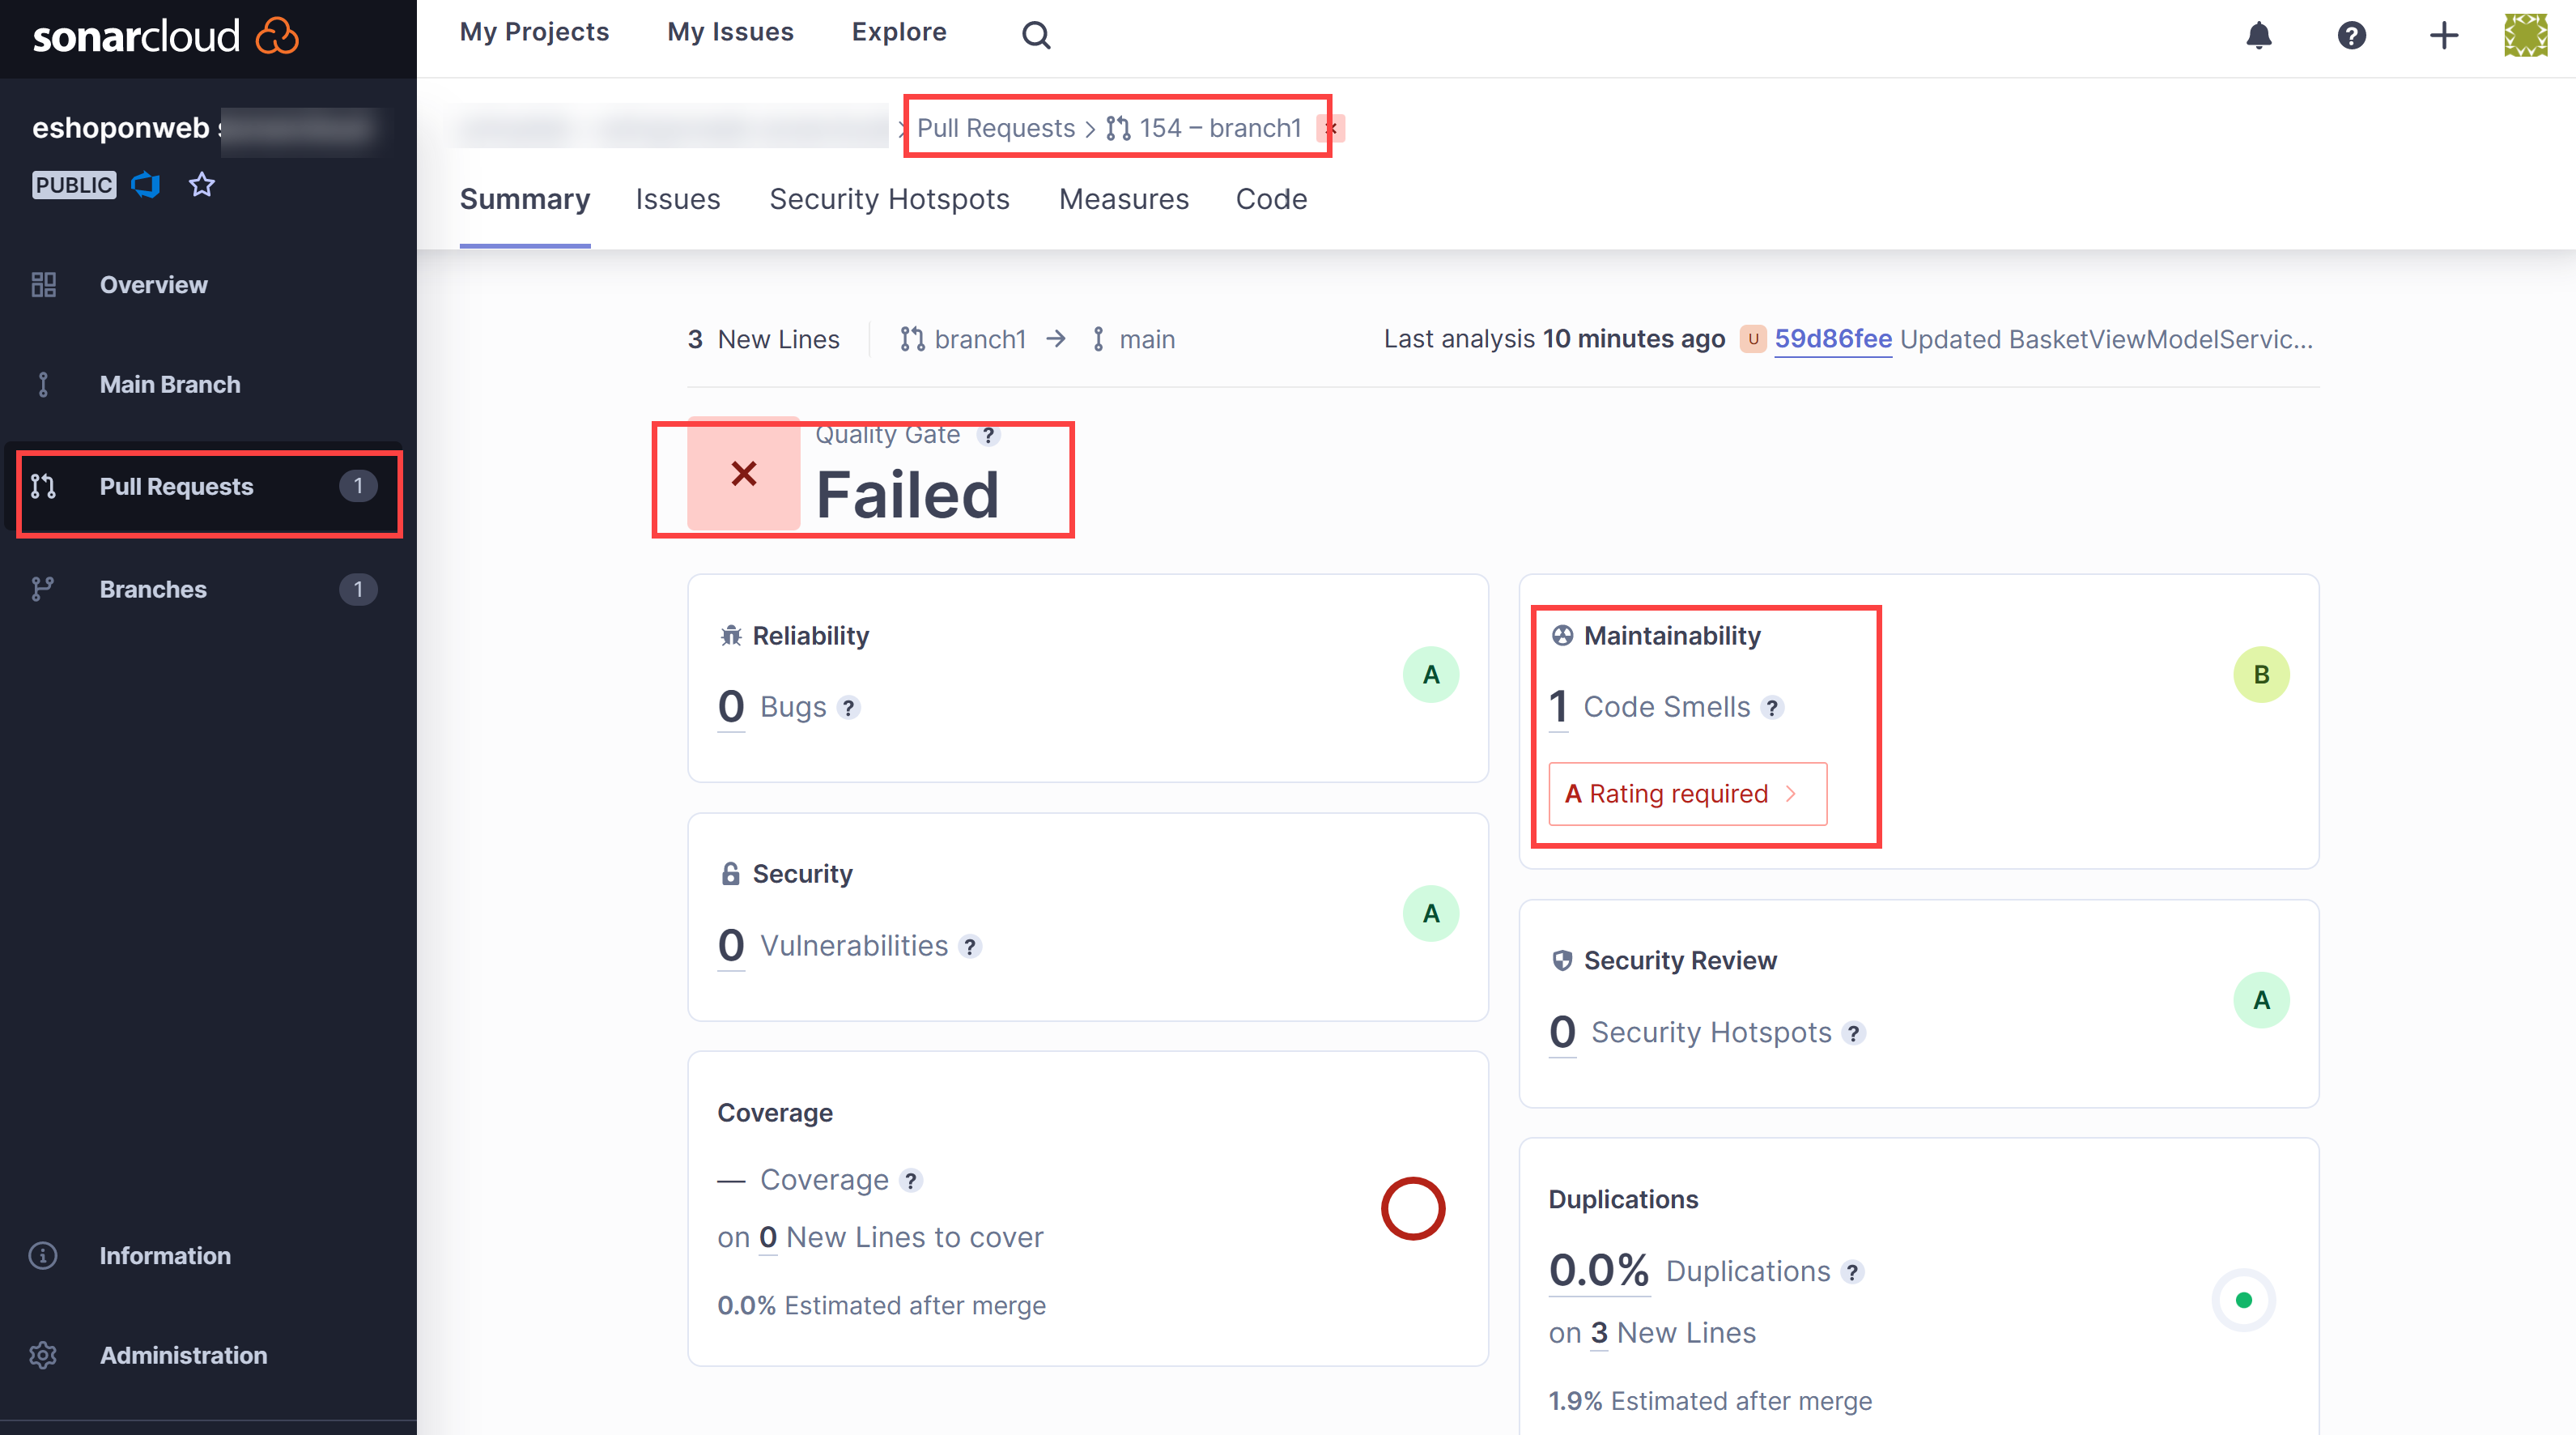 sonarcloud
My Projects My Issues Explore
eshoponweb
PUBLIC
Overview
Main Branch
Pull Requests 1
Branches 1
Information
Administration
Pull Requests > 154 – branch1
Summary Issues Security Hotspots Measures Code
3 New Lines branch1 → main Last analysis 10 minutes ago U 59d86fee Updated BasketViewModelServic...
Quality Gate ?
Failed
Reliability
0 Bugs ?
A
Maintainability
1 Code Smells ?
B
A Rating required >
Security
0 Vulnerabilities ?
A
Security Review
0 Security Hotspots ?
A
Coverage
— Coverage ?
on 0 New Lines to cover
0.0% Estimated after merge
Duplications
0.0% Duplications ?
on 3 New Lines
1.9% Estimated after merge